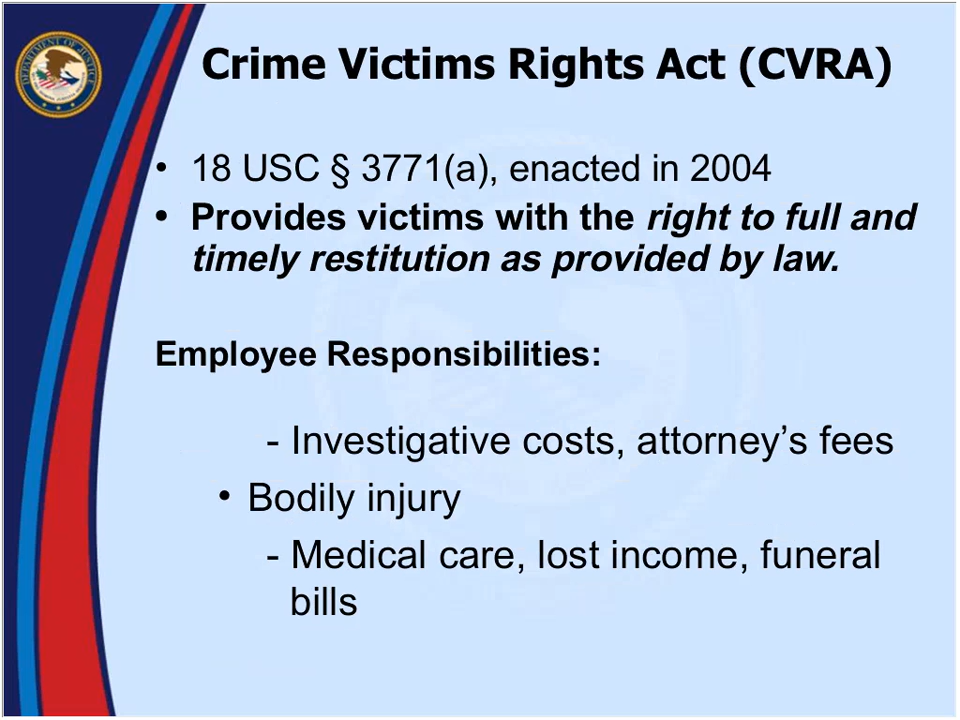 Crime Victims Rights Act (CVRA)
• 18 USC § 3771(a), enacted in 2004
• Provides victims with the right to full and
timely restitution as provided by law.
Employee Responsibilities:
- Investigative costs, attorney’s fees
• Bodily injury
- Medical care, lost income, funeral
bills